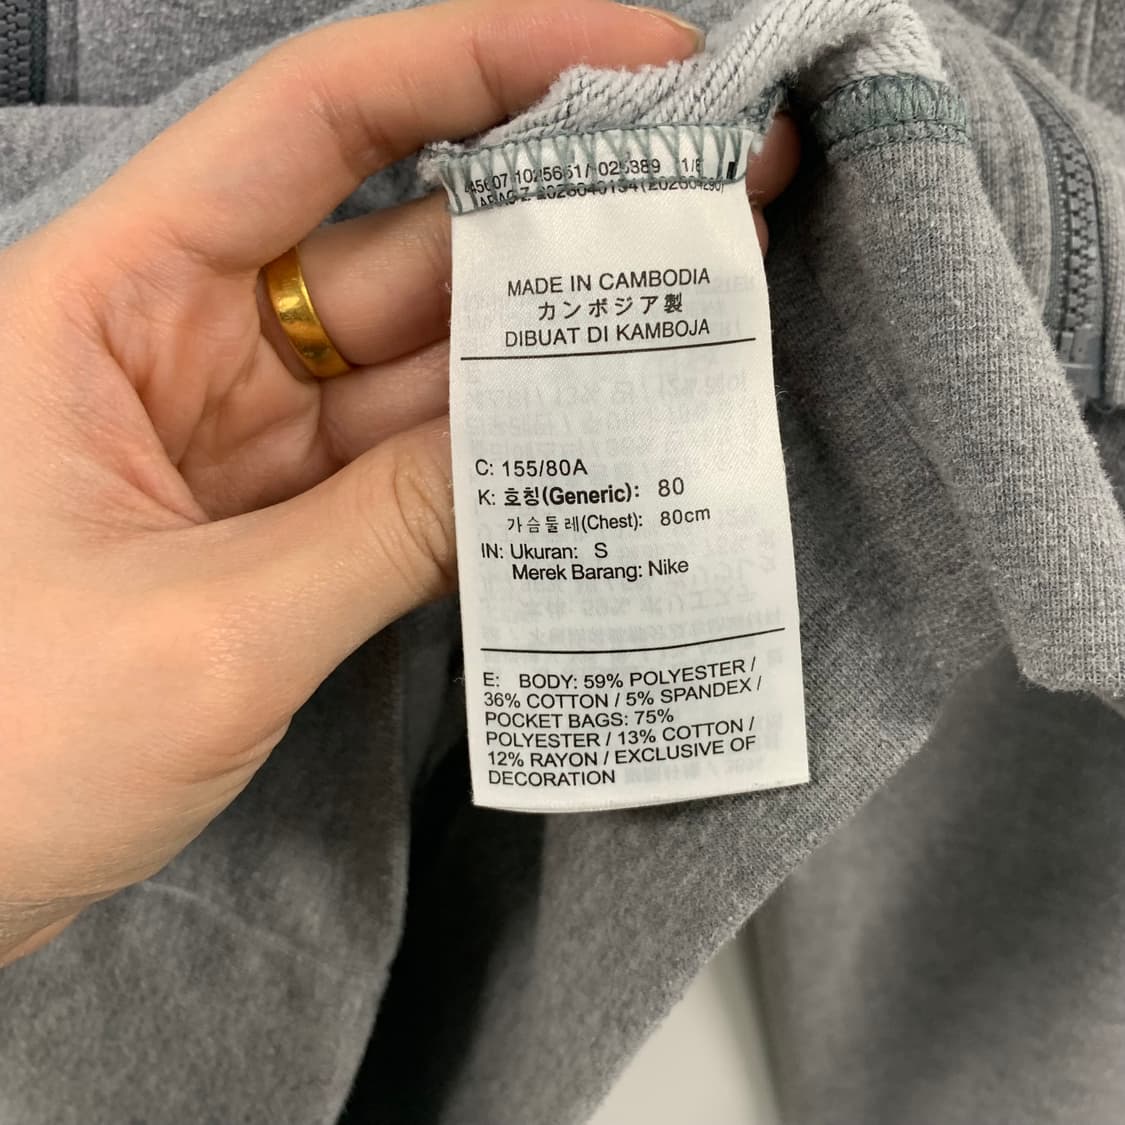 MADE IN CAMBODIA
カンボジア製
DIBUAT DI KAMBOJA
C: 155/80A
K: 호칭(Generic): 80
가슴둘레(Chest): 80cm
IN: Ukuran: S
Merek Barang: Nike
E: BODY: 59% POLYESTER /
36% COTTON / 5% SPANDEX /
POCKET BAGS: 75%
POLYESTER / 13% COTTON /
12% RAYON / EXCLUSIVE OF
DECORATION